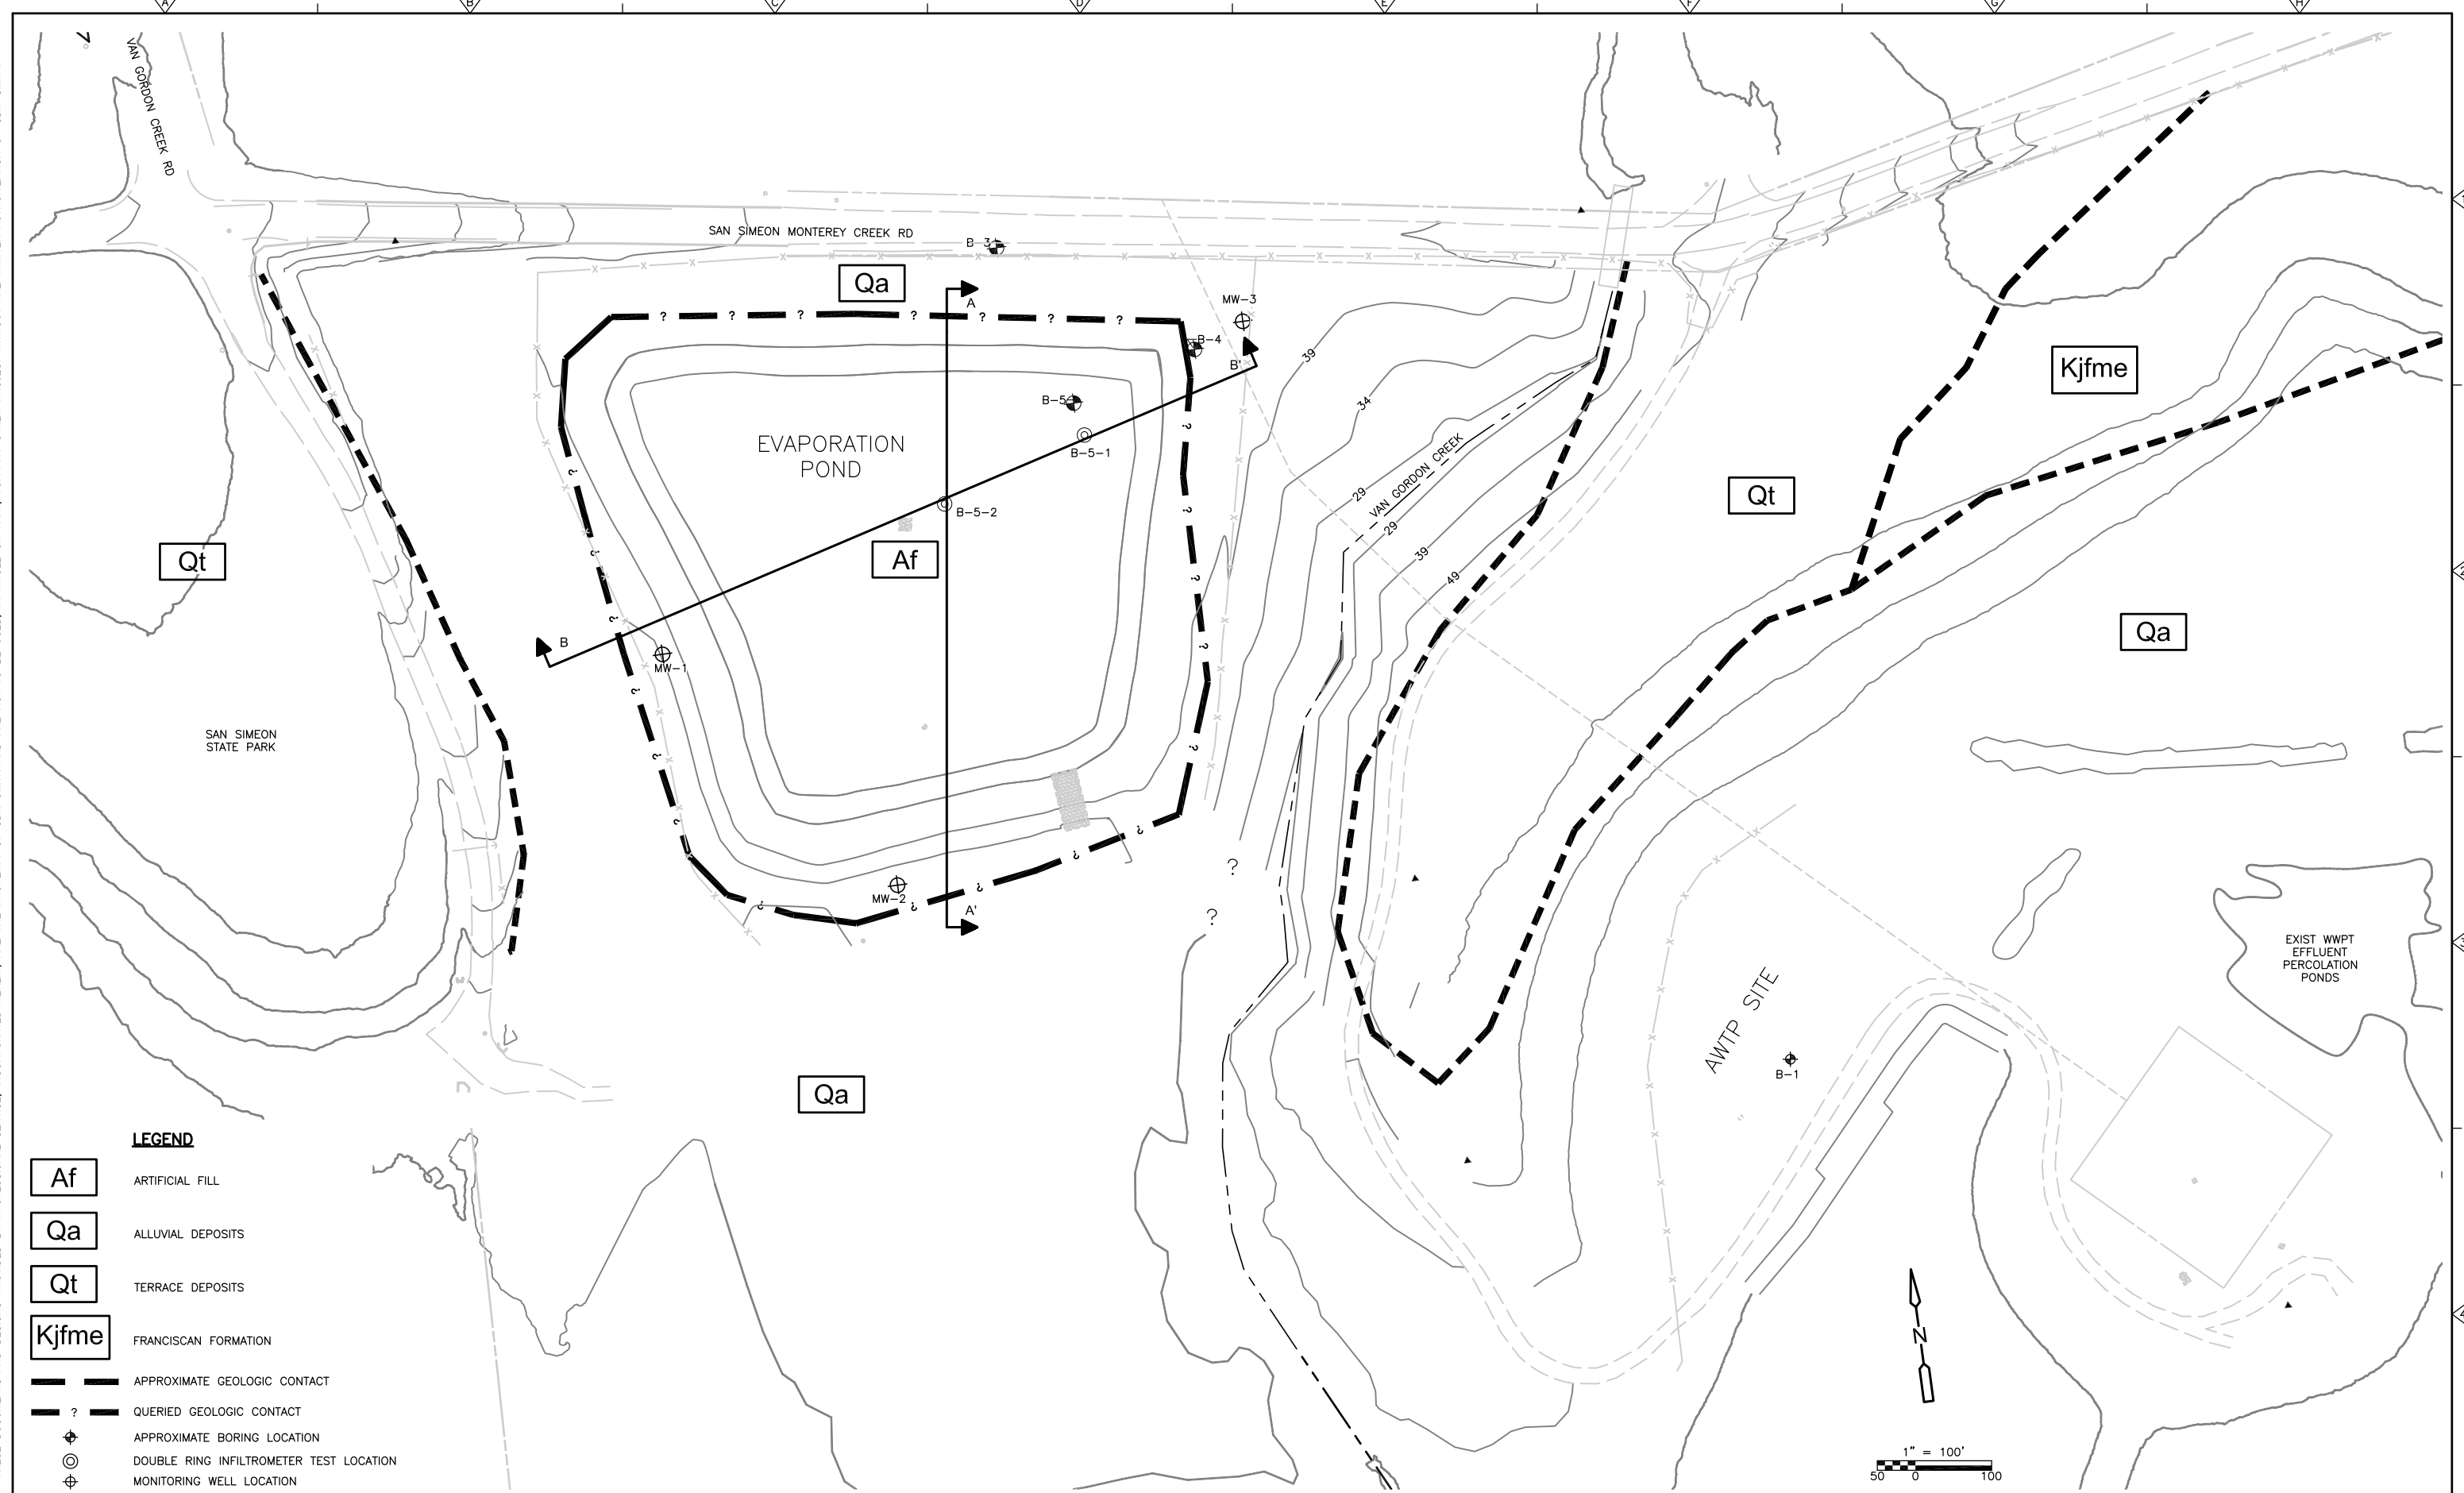 A
B
C
D
E
F
G
H
VAN GORDON CREEK RD
SAN SIMEON MONTEREY CREEK RD
B-3
Qa
A
MW-3
B-4
B'
39
34
B-5
B-5-1
EVAPORATION
POND
B-5-2
Af
29
VAN GORDON CREEK
29
39
49
Kjfme
Qt
Qt
Qa
B
MW-1
SAN SIMEON
STATE PARK
MW-2
A'
?
?
EXIST WWPT
EFFLUENT
PERCOLATION
PONDS
AWTP SITE
B-1
Qa
1
2
3
4
LEGEND
Af ARTIFICIAL FILL
Qa ALLUVIAL DEPOSITS
Qt TERRACE DEPOSITS
Kjfme FRANCISCAN FORMATION
APPROXIMATE GEOLOGIC CONTACT
? QUERIED GEOLOGIC CONTACT
APPROXIMATE BORING LOCATION
DOUBLE RING INFILTROMETER TEST LOCATION
MONITORING WELL LOCATION
N
1" = 100'
50 0 100